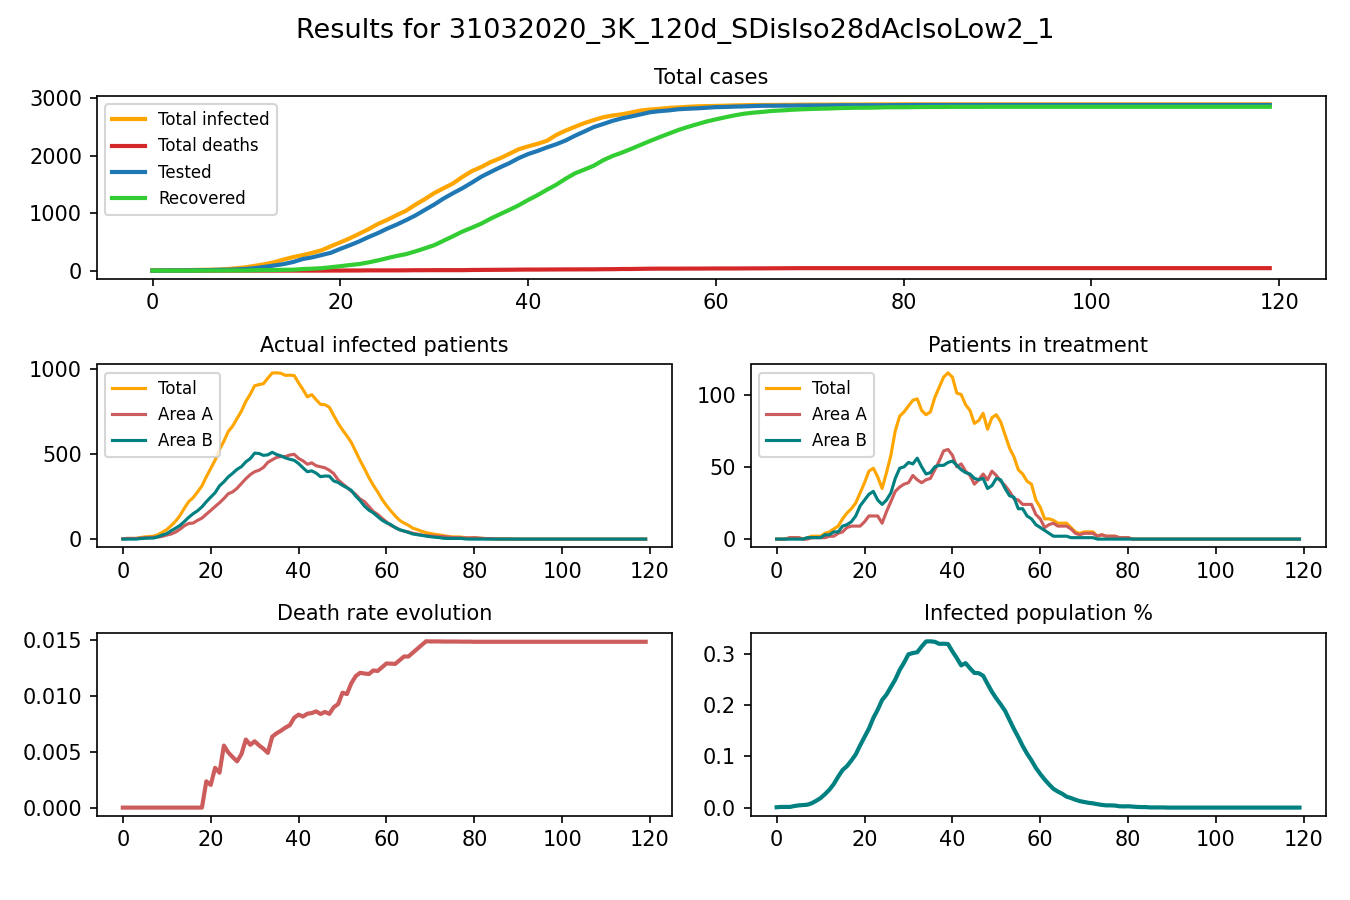 Results for 31032020_3K_120d_SDisIso28dAcIsoLow2_1
Total cases
3000
2000
1000
0
Total infected
Total deaths
Tested
Recovered
0 20 40 60 80 100 120
Actual infected patients
1000
500
0
Total
Area A
Area B
0 20 40 60 80 100 120
Patients in treatment
100
50
0
Total
Area A
Area B
0 20 40 60 80 100 120
Death rate evolution
0.015
0.010
0.005
0.000
0 20 40 60 80 100 120
Infected population %
0.3
0.2
0.1
0.0
0 20 40 60 80 100 120